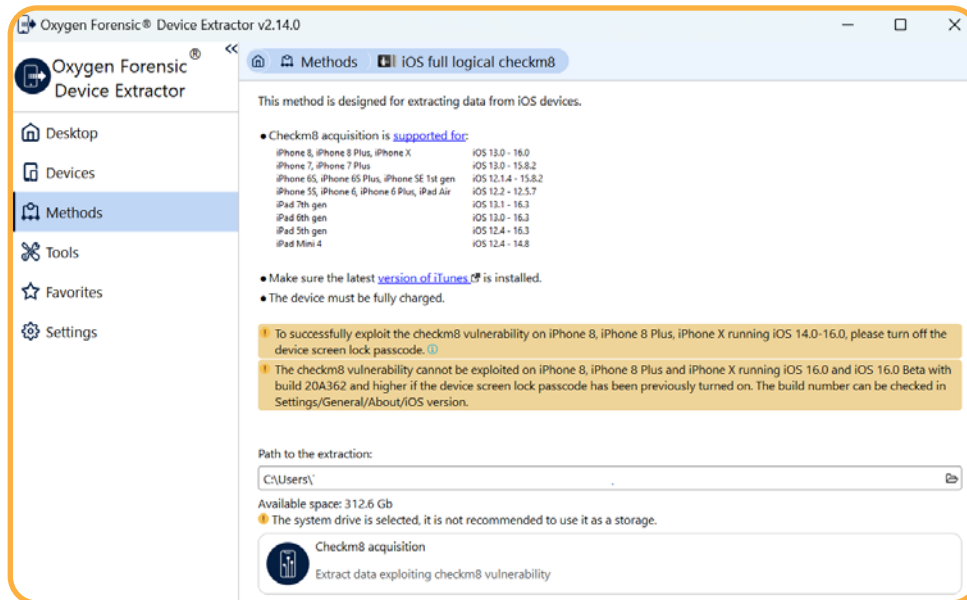 Oxygen Forensic® Device Extractor v2.14.0
Oxygen Forensic®
Device Extractor
Desktop
Devices
Methods
Tools
Favorites
Settings
Methods iOS full logical checkm8
This method is designed for extracting data from iOS devices.
• Checkm8 acquisition is supported for:
iPhone 8, iPhone 8 Plus, iPhone X iOS 13.0 - 16.0
iPhone 7, iPhone 7 Plus iOS 13.0 - 15.8.2
iPhone 6S, iPhone 6S Plus, iPhone SE 1st gen iOS 12.1.4 - 15.8.2
iPhone 5S, iPhone 6, iPhone 6 Plus, iPad Air iOS 12.2 - 12.5.7
iPad 7th gen iOS 13.1 - 16.3
iPad 6th gen iOS 13.0 - 16.3
iPad 5th gen iOS 12.4 - 16.3
iPad Mini 4 iOS 12.4 - 14.8
• Make sure the latest version of iTunes is installed.
• The device must be fully charged.
To successfully exploit the checkm8 vulnerability on iPhone 8, iPhone 8 Plus, iPhone X running iOS 14.0-16.0, please turn off the
device screen lock passcode.
The checkm8 vulnerability cannot be exploited on iPhone 8, iPhone 8 Plus and iPhone X running iOS 16.0 and iOS 16.0 Beta with
build 20A362 and higher if the device screen lock passcode has been previously turned on. The build number can be checked in
Settings/General/About/iOS version.
Path to the extraction:
C:\Users\
Available space: 312.6 Gb
The system drive is selected, it is not recommended to use it as a storage.
Checkm8 acquisition
Extract data exploiting checkm8 vulnerability